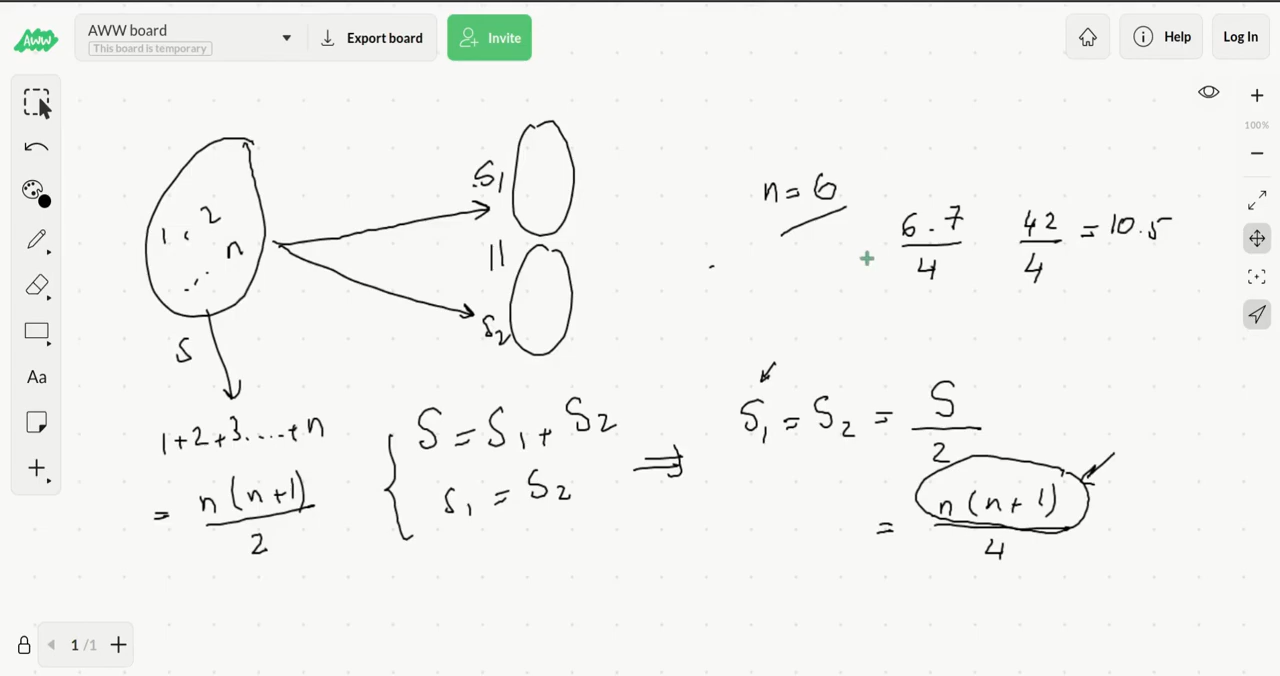 AWW
AWW board
This board is temporary
Export board
Invite
Help
Log In
100%
Aa
1 , 2
n
...
S
S1
||
S2
1+2+3....+n
= n(n+1)
2
S = S1 + S2
S1 = S2
⇒
S1 = S2 = S
2
= n(n+1)
4
n = 6
6 . 7
4
42
4
= 10.5
1 /1